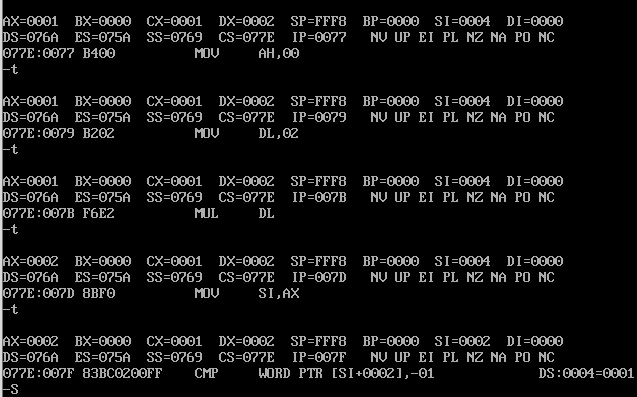 AX=0001 BX=0000 CX=0001 DX=0002 SP=FFF8 BP=0000 SI=0004 DI=0000
DS=076A ES=075A SS=0769 CS=077E IP=0077 NV UP EI PL NZ NA PO NC
077E:0077 B400 MOV AH,00
-t
AX=0001 BX=0000 CX=0001 DX=0002 SP=FFF8 BP=0000 SI=0004 DI=0000
DS=076A ES=075A SS=0769 CS=077E IP=0079 NV UP EI PL NZ NA PO NC
077E:0079 B202 MOV DL,02
-t
AX=0001 BX=0000 CX=0001 DX=0002 SP=FFF8 BP=0000 SI=0004 DI=0000
DS=076A ES=075A SS=0769 CS=077E IP=007B NV UP EI PL NZ NA PO NC
077E:007B F6E2 MUL DL
-t
AX=0002 BX=0000 CX=0001 DX=0002 SP=FFF8 BP=0000 SI=0004 DI=0000
DS=076A ES=075A SS=0769 CS=077E IP=007D NV UP EI PL NZ NA PO NC
077E:007D 8BF0 MOV SI,AX
-t
AX=0002 BX=0000 CX=0001 DX=0002 SP=FFF8 BP=0000 SI=0002 DI=0000
DS=076A ES=075A SS=0769 CS=077E IP=007F NV UP EI PL NZ NA PO NC
077E:007F 83BC0200FF CMP WORD PTR [SI+0002],-01 DS:0004=0001
-S